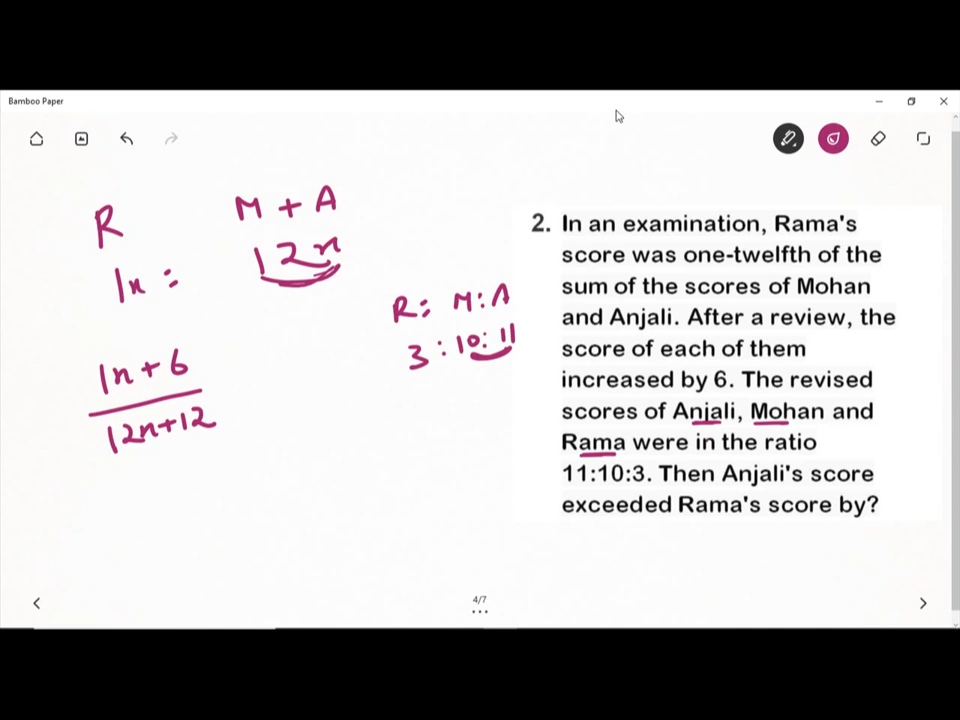 Bamboo Paper
R M + A
1x = 12x
R: M: A
3 : 10: 11
1x + 6
12x+12
2. In an examination, Rama's
score was one-twelfth of the
sum of the scores of Mohan
and Anjali. After a review, the
score of each of them
increased by 6. The revised
scores of Anjali, Mohan and
Rama were in the ratio
11:10:3. Then Anjali's score
exceeded Rama's score by?
4/7